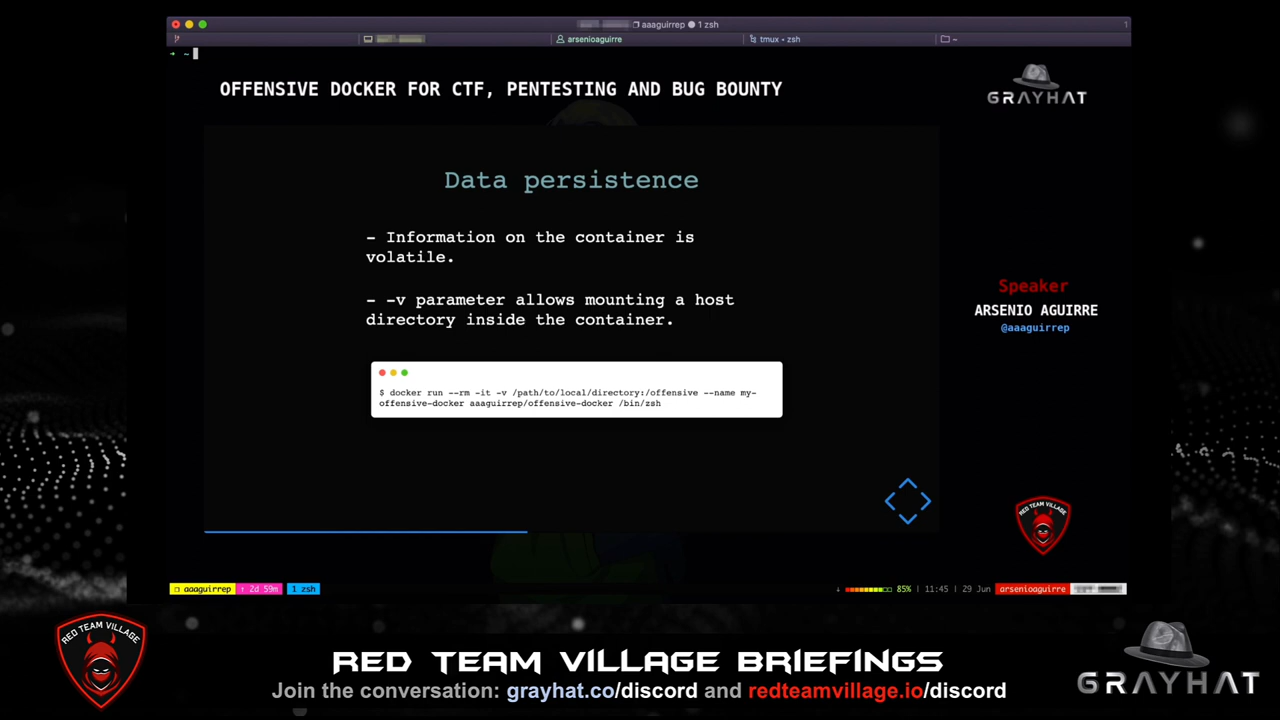 aaaguirrep ● 1 zsh
1
arsenioaguirre
tmux - zsh
~
→ ~
OFFENSIVE DOCKER FOR CTF, PENTESTING AND BUG BOUNTY
GRAYHAT
Data persistence
- Information on the container is
volatile.
- -v parameter allows mounting a host
directory inside the container.
$ docker run --rm -it -v /path/to/local/directory:/offensive --name my-
offensive-docker aaaguirrep/offensive-docker /bin/zsh
Speaker
ARSENIO AGUIRRE
@aaaguirrep
RED TEAM VILLAGE
aaaguirrep ↑ 2d 59m 1 zsh
↓ 85% | 11:45 | 29 Jun arsenioaguirre
RED TEAM VILLAGE
RED TEAM VILLAGE BRIEFINGS
Join the conversation: grayhat.co/discord and redteamvillage.io/discord
GRAYHAT